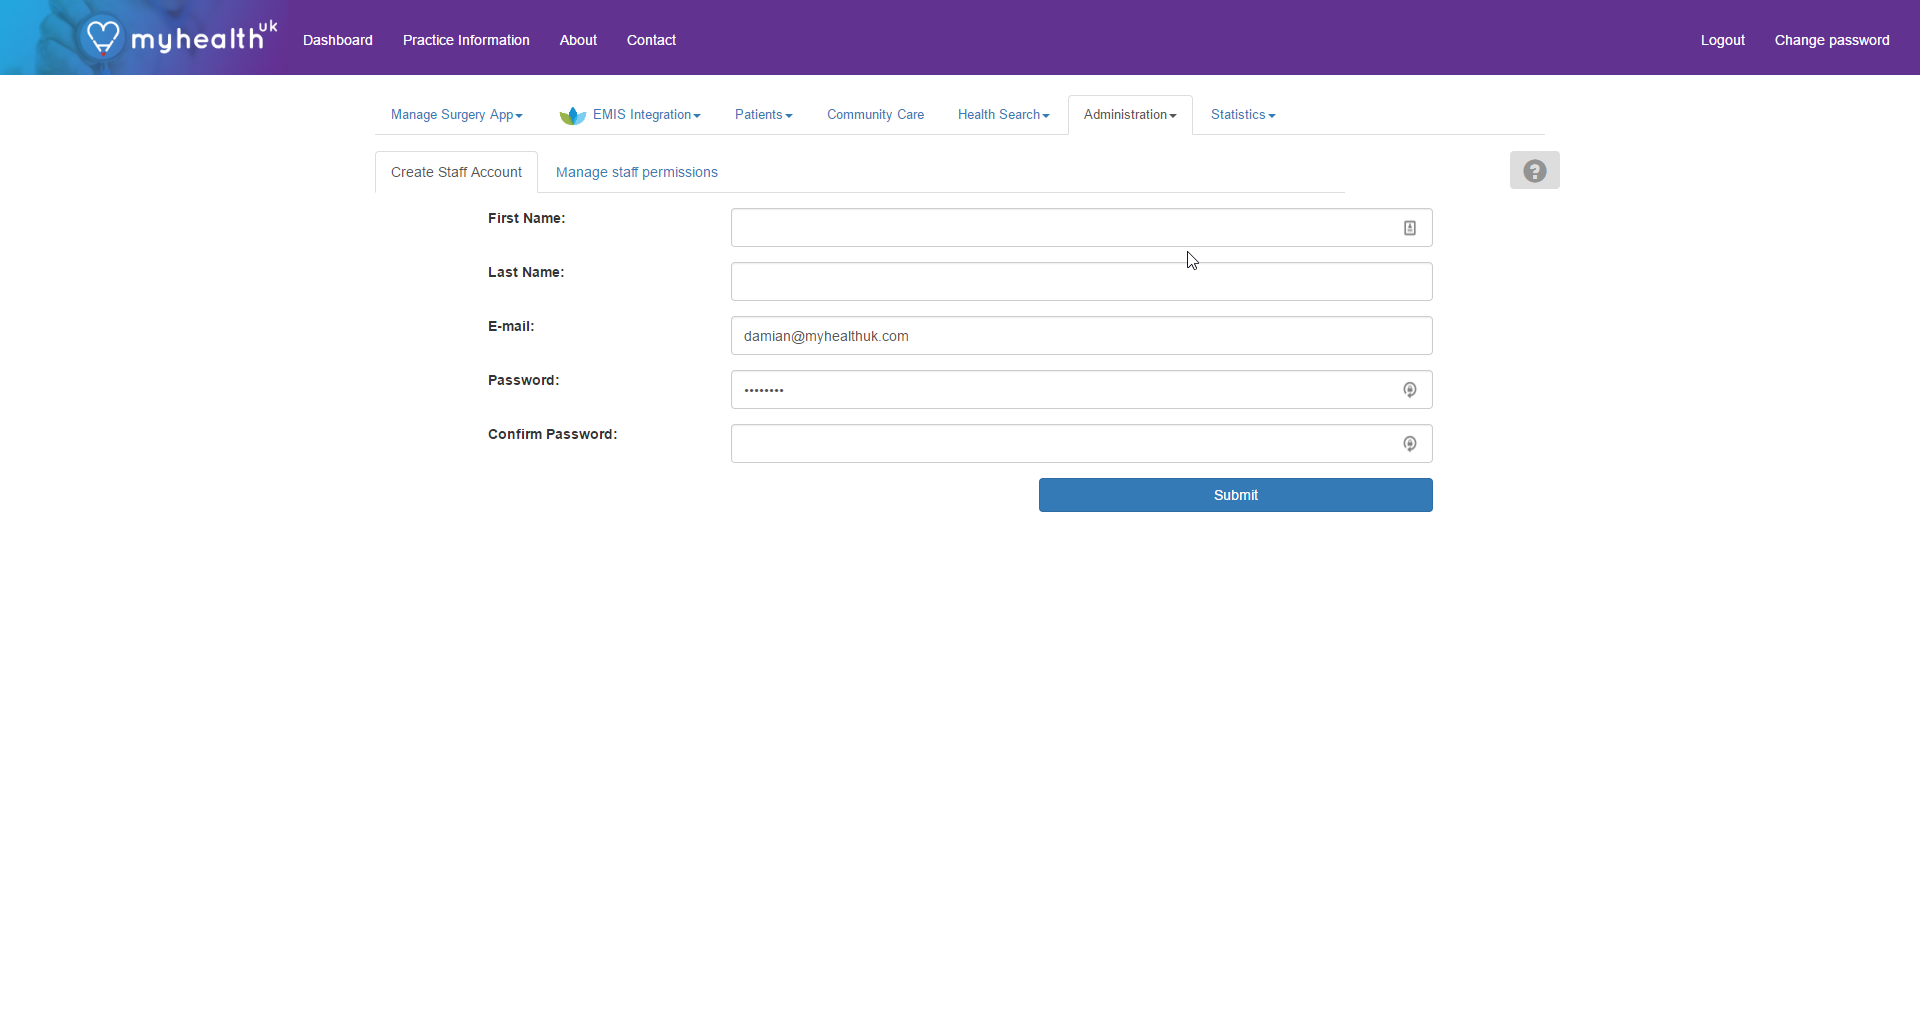 myhealth uk Dashboard Practice Information About Contact Logout Change password
Manage Surgery App EMIS Integration Patients Community Care Health Search Administration Statistics
Create Staff Account Manage staff permissions ?
First Name:
Last Name:
E-mail: damian@myhealthuk.com
Password: ••••••••
Confirm Password:
Submit